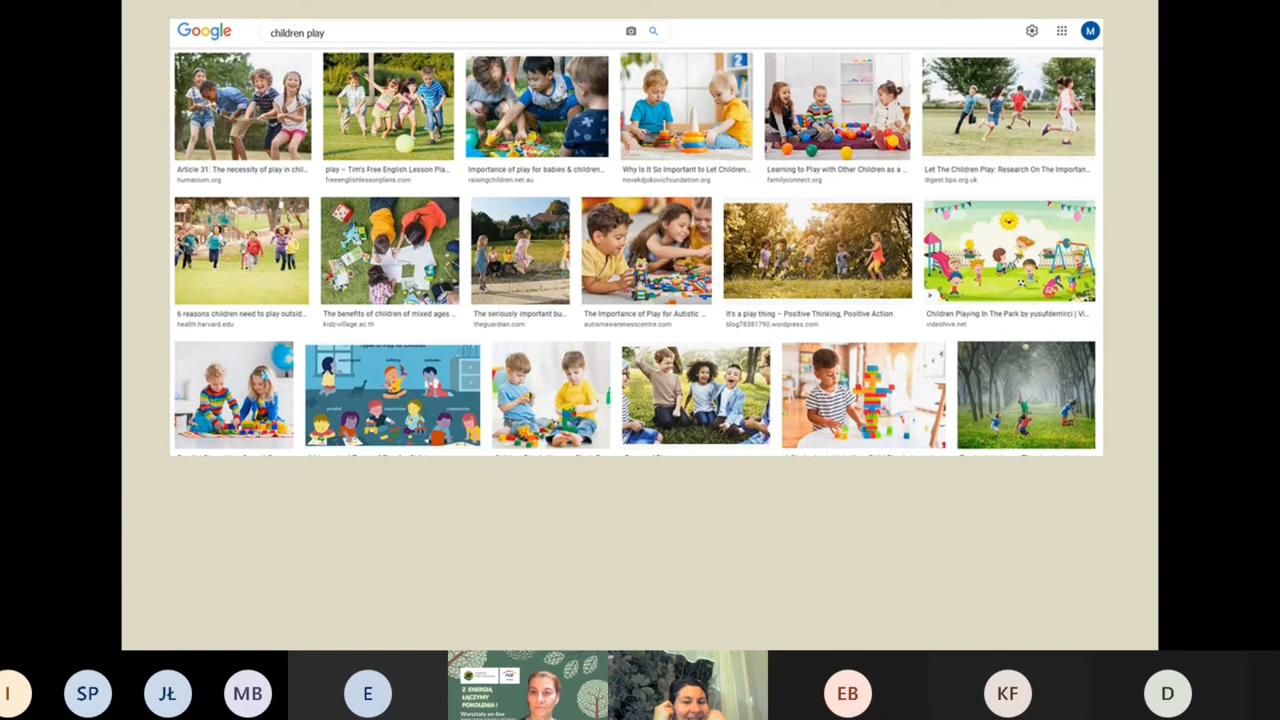 Google
children play
M
Article 31: The necessity of play in chil...
humanium.org
play – Tim's Free English Lesson Pla...
freeenglishlessonplans.com
Importance of play for babies & children...
raisingchildren.net.au
Why Is It So Important to Let Children...
novakdjokovicfoundation.org
Learning to Play with Other Children as a ...
familyconnect.org
Let The Children Play: Research On The Importan...
digest.bps.org.uk
6 reasons children need to play outsid...
health.harvard.edu
The benefits of children of mixed ages ...
kidz-village.ac.th
The seriously important bu...
theguardian.com
The Importance of Play for Autistic ...
autismawarenesscentre.com
It's a play thing – Positive Thinking, Positive Action
blog78381790.wordpress.com
Children Playing In The Park by yusufdemirci | Vi...
videohive.net
I
SP
JŁ
MB
E
Z ENERGIĄ
ŁĄCZYMY
POKOLENIA !
Warsztaty on-line
EB
KF
D